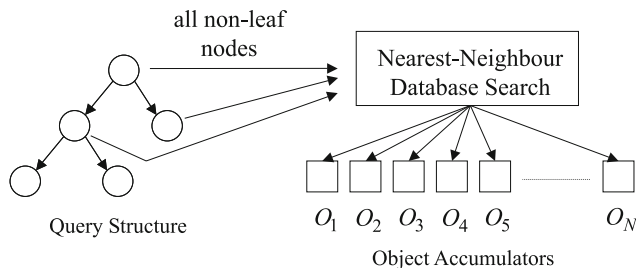 all non-leaf
nodes
Nearest-Neighbour
Database Search
O1 O2 O3 O4 O5 ON
Query Structure
Object Accumulators